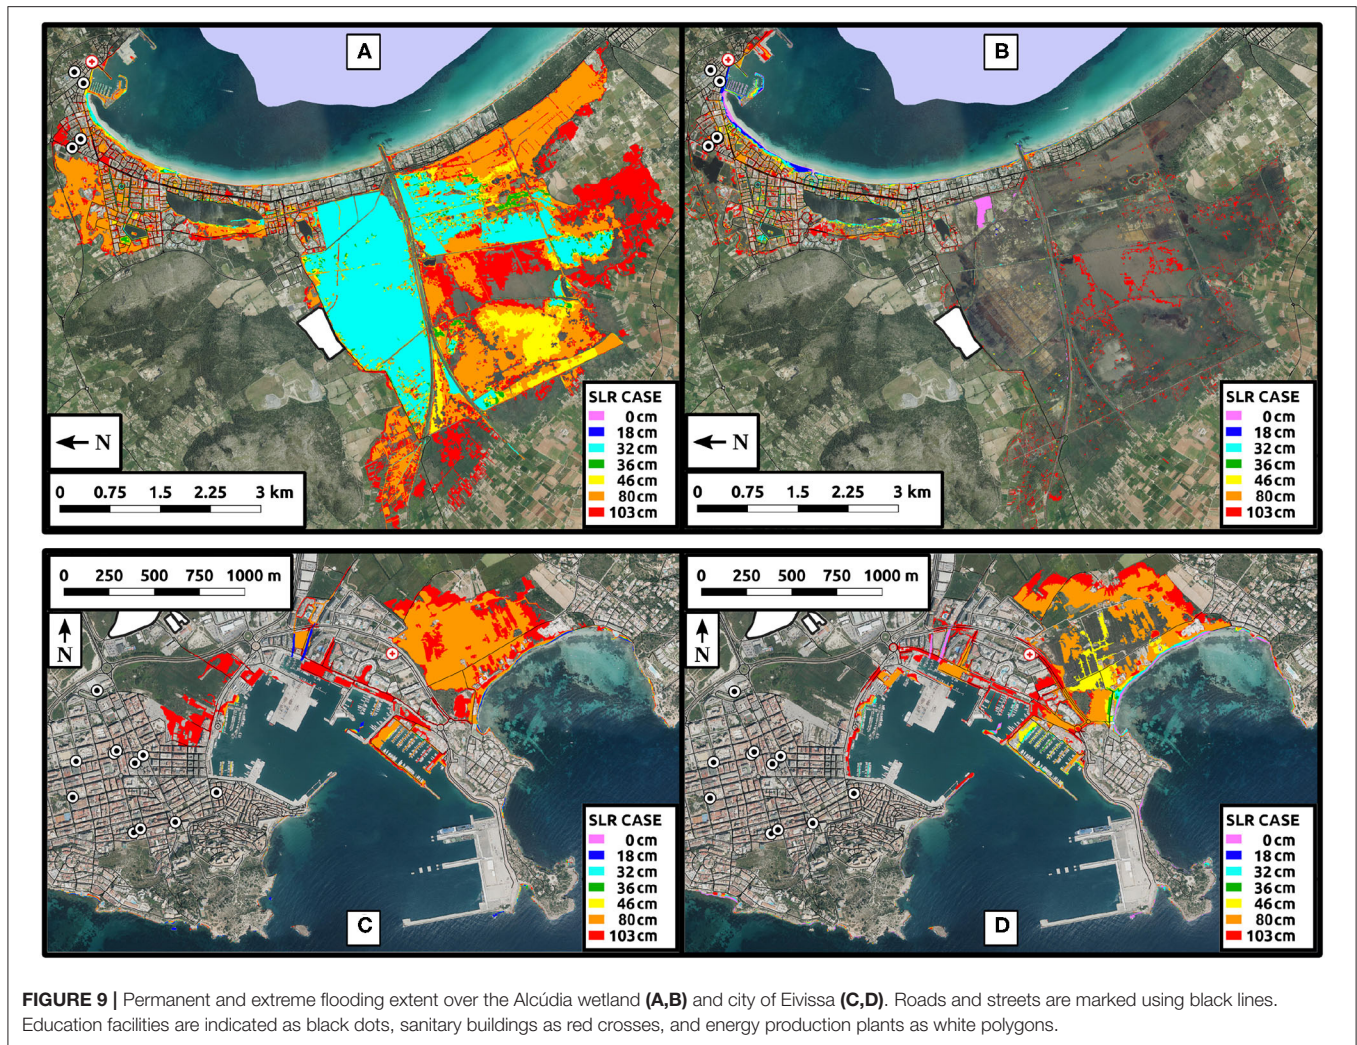 A
B
SLR CASE
0 cm
18 cm
32 cm
36 cm
46 cm
80 cm
103 cm
N
0 0.75 1.5 2.25 3 km
SLR CASE
0 cm
18 cm
32 cm
36 cm
46 cm
80 cm
103 cm
N
0 0.75 1.5 2.25 3 km
0 250 500 750 1000 m
N
C
SLR CASE
0 cm
18 cm
32 cm
36 cm
46 cm
80 cm
103 cm
0 250 500 750 1000 m
N
D
SLR CASE
0 cm
18 cm
32 cm
36 cm
46 cm
80 cm
103 cm
FIGURE 9 | Permanent and extreme flooding extent over the Alcúdia wetland (A,B) and city of Eivissa (C,D). Roads and streets are marked using black lines.
Education facilities are indicated as black dots, sanitary buildings as red crosses, and energy production plants as white polygons.